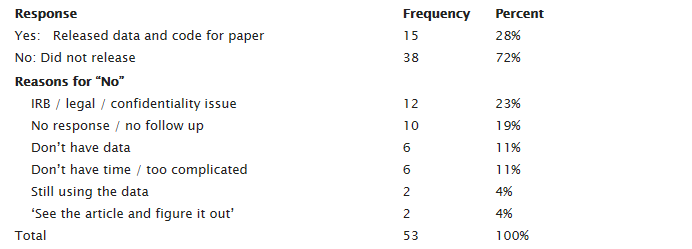 Response Frequency Percent
Yes: Released data and code for paper 15 28%
No: Did not release 38 72%
Reasons for “No”
IRB / legal / confidentiality issue 12 23%
No response / no follow up 10 19%
Don’t have data 6 11%
Don’t have time / too complicated 6 11%
Still using the data 2 4%
‘See the article and figure it out’ 2 4%
Total 53 100%